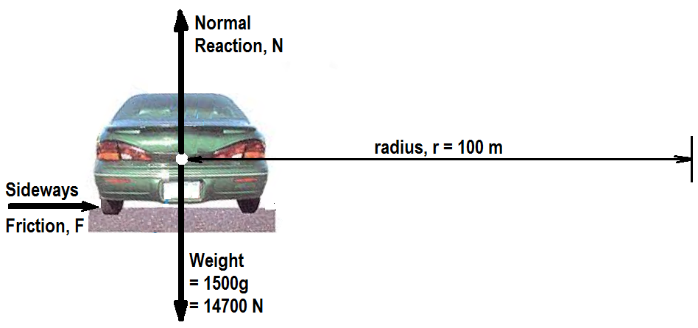 Normal
Reaction, N
radius, r = 100 m
Sideways
Friction, F
Weight
= 1500g
= 14700 N